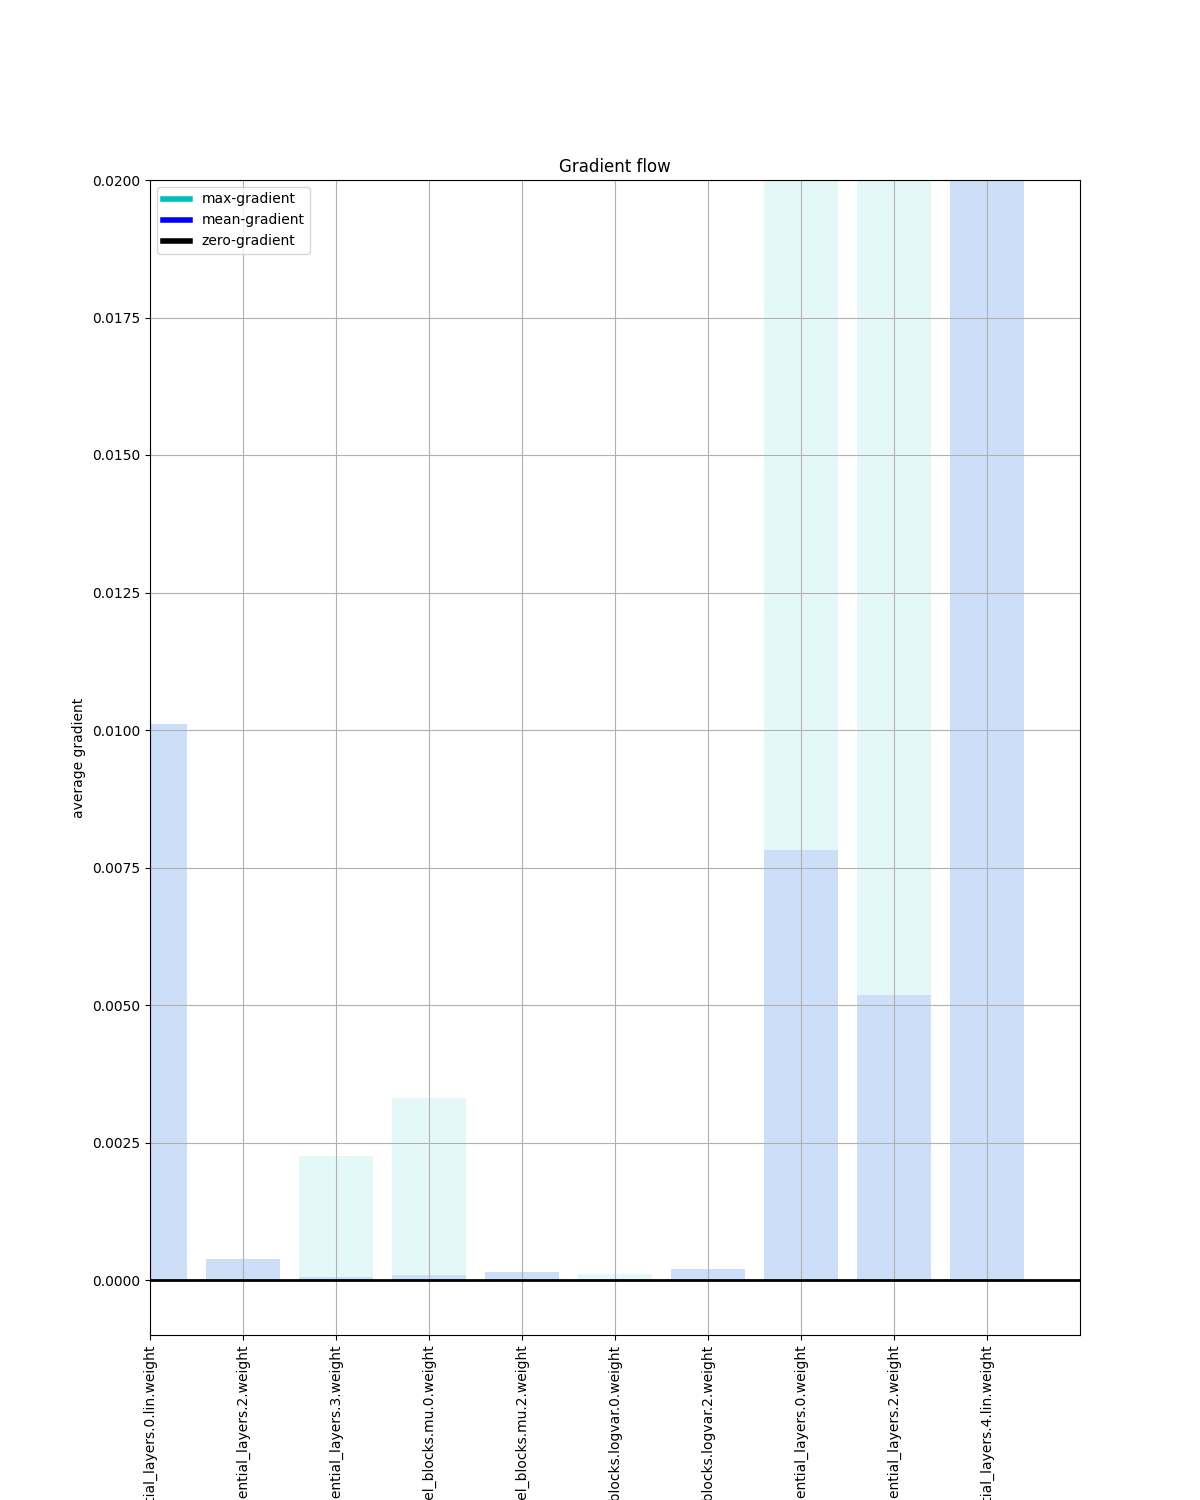 Gradient flow
max-gradient
mean-gradient
zero-gradient
0.0200
0.0175
0.0150
0.0125
0.0100
0.0075
0.0050
0.0025
0.0000
average gradient
tial_layers.0.lin.weight
ential_layers.2.weight
ential_layers.3.weight
el_blocks.mu.0.weight
el_blocks.mu.2.weight
blocks.logvar.0.weight
blocks.logvar.2.weight
ential_layers.0.weight
ential_layers.2.weight
tial_layers.4.lin.weight